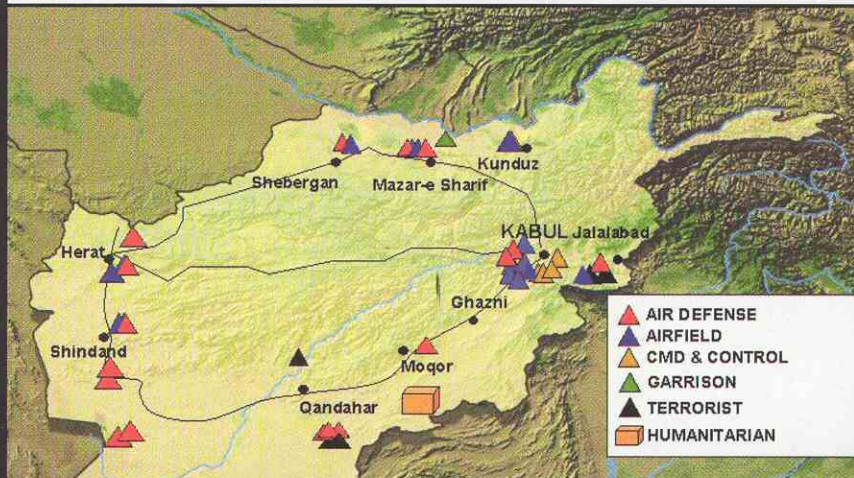 Shebergan
Mazar-e Sharif
Kunduz
Herat
KABUL Jalalabad
Ghazni
Shindand
Moqor
Qandahar
AIR DEFENSE
AIRFIELD
CMD & CONTROL
GARRISON
TERRORIST
HUMANITARIAN